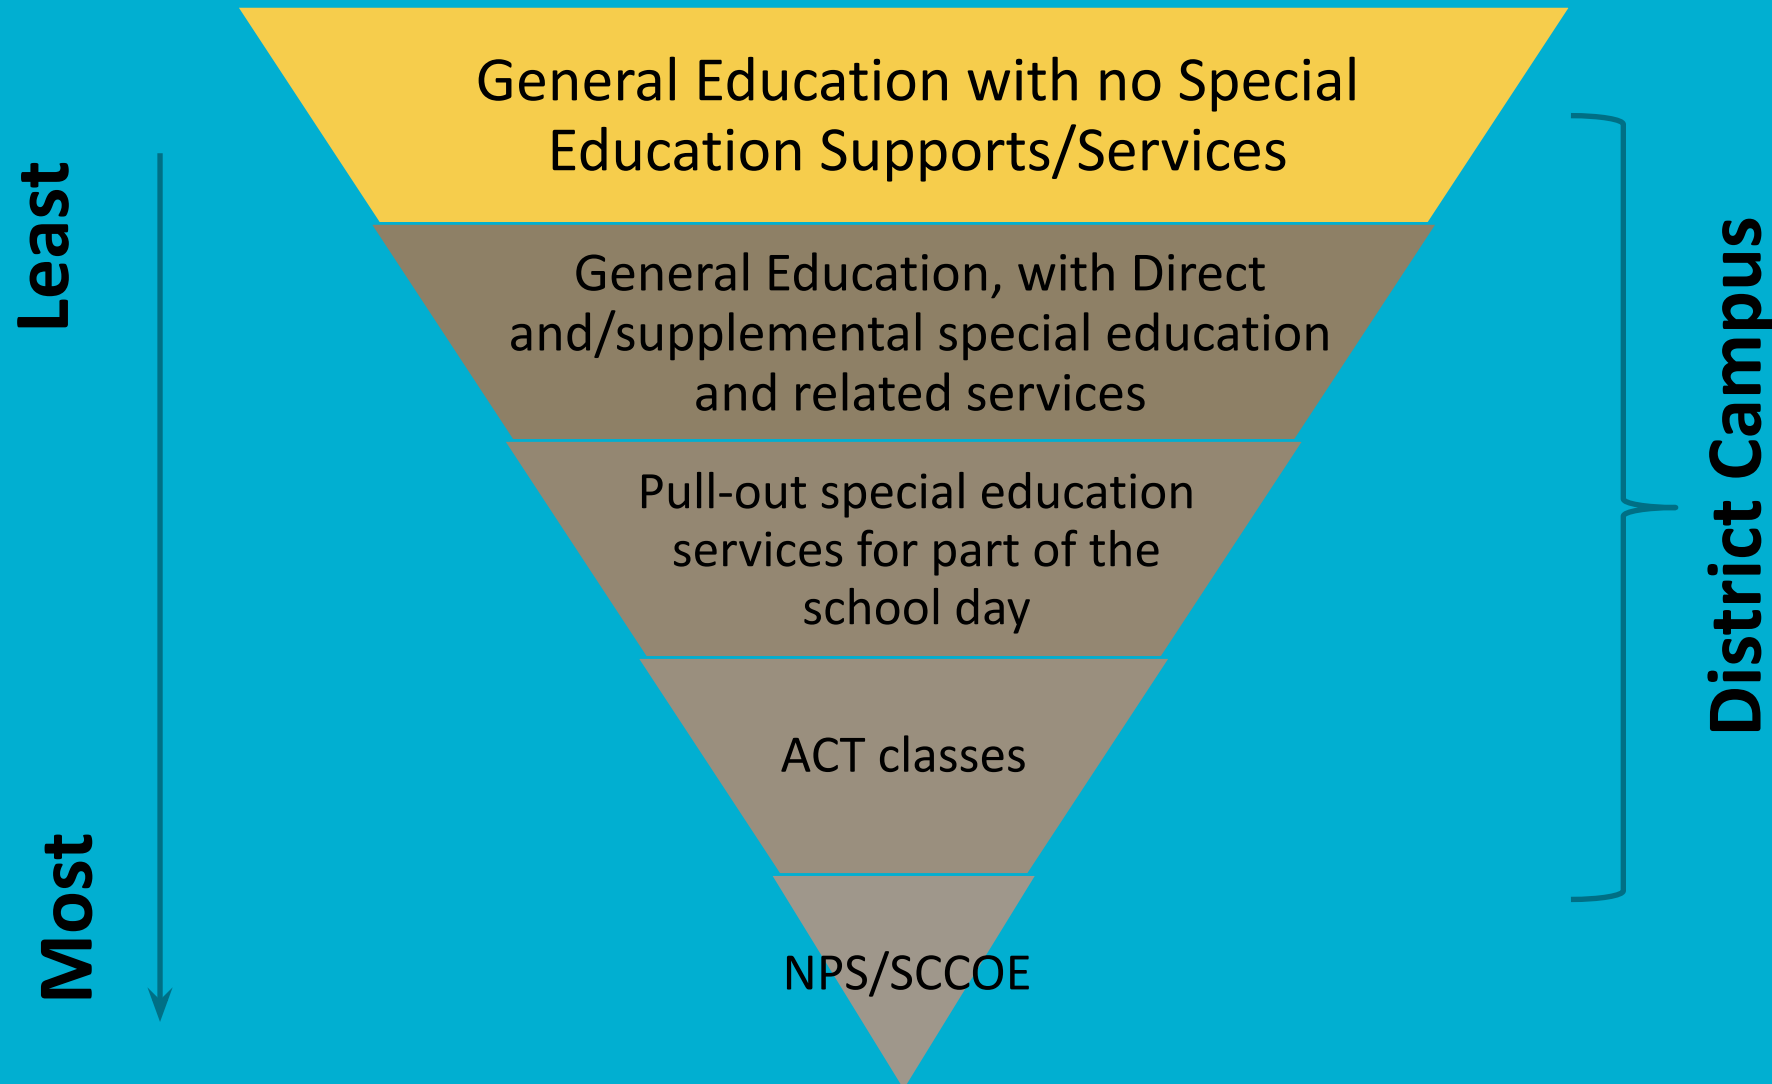 General Education with no Special
Education Supports/Services
Least
General Education, with Direct
and/supplemental special education
and related services
District Campus
Pull-out special education
services for part of the
school day
ACT classes
Most
NPS/SCCOE